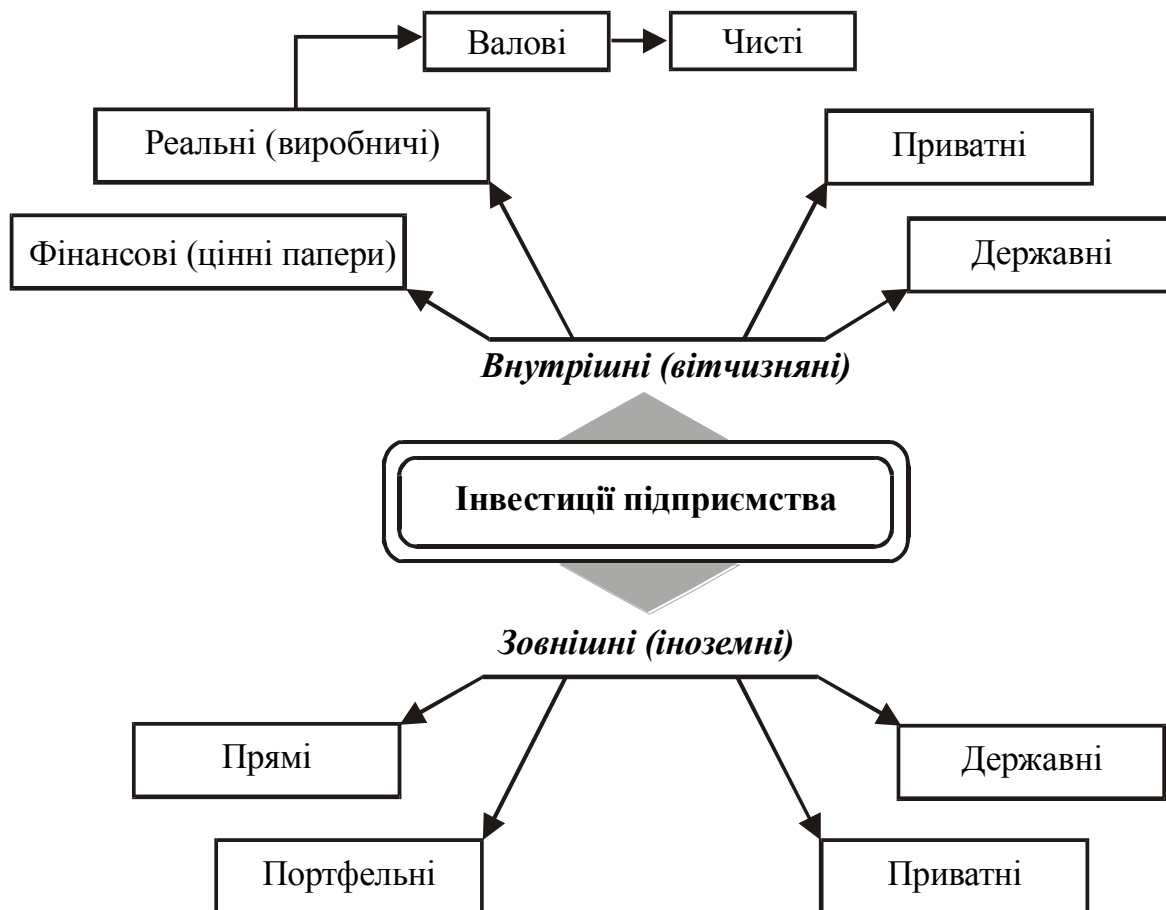 Валові
Чисті
Реальні (виробничі)
Приватні
Фінансові (цінні папери)
Державні
Внутрішні (вітчизняні)
Інвестиції підприємства
Зовнішні (іноземні)
Прямі
Державні
Портфельні
Приватні